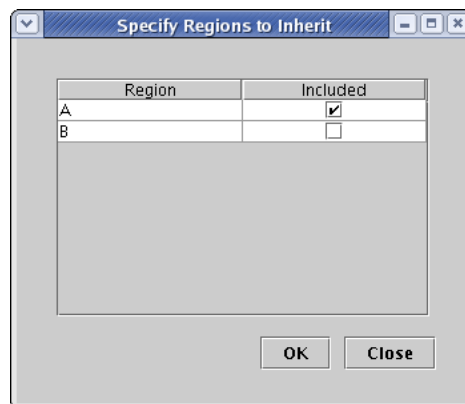 Specify Regions to Inherit
Region Included
A
B
OK Close